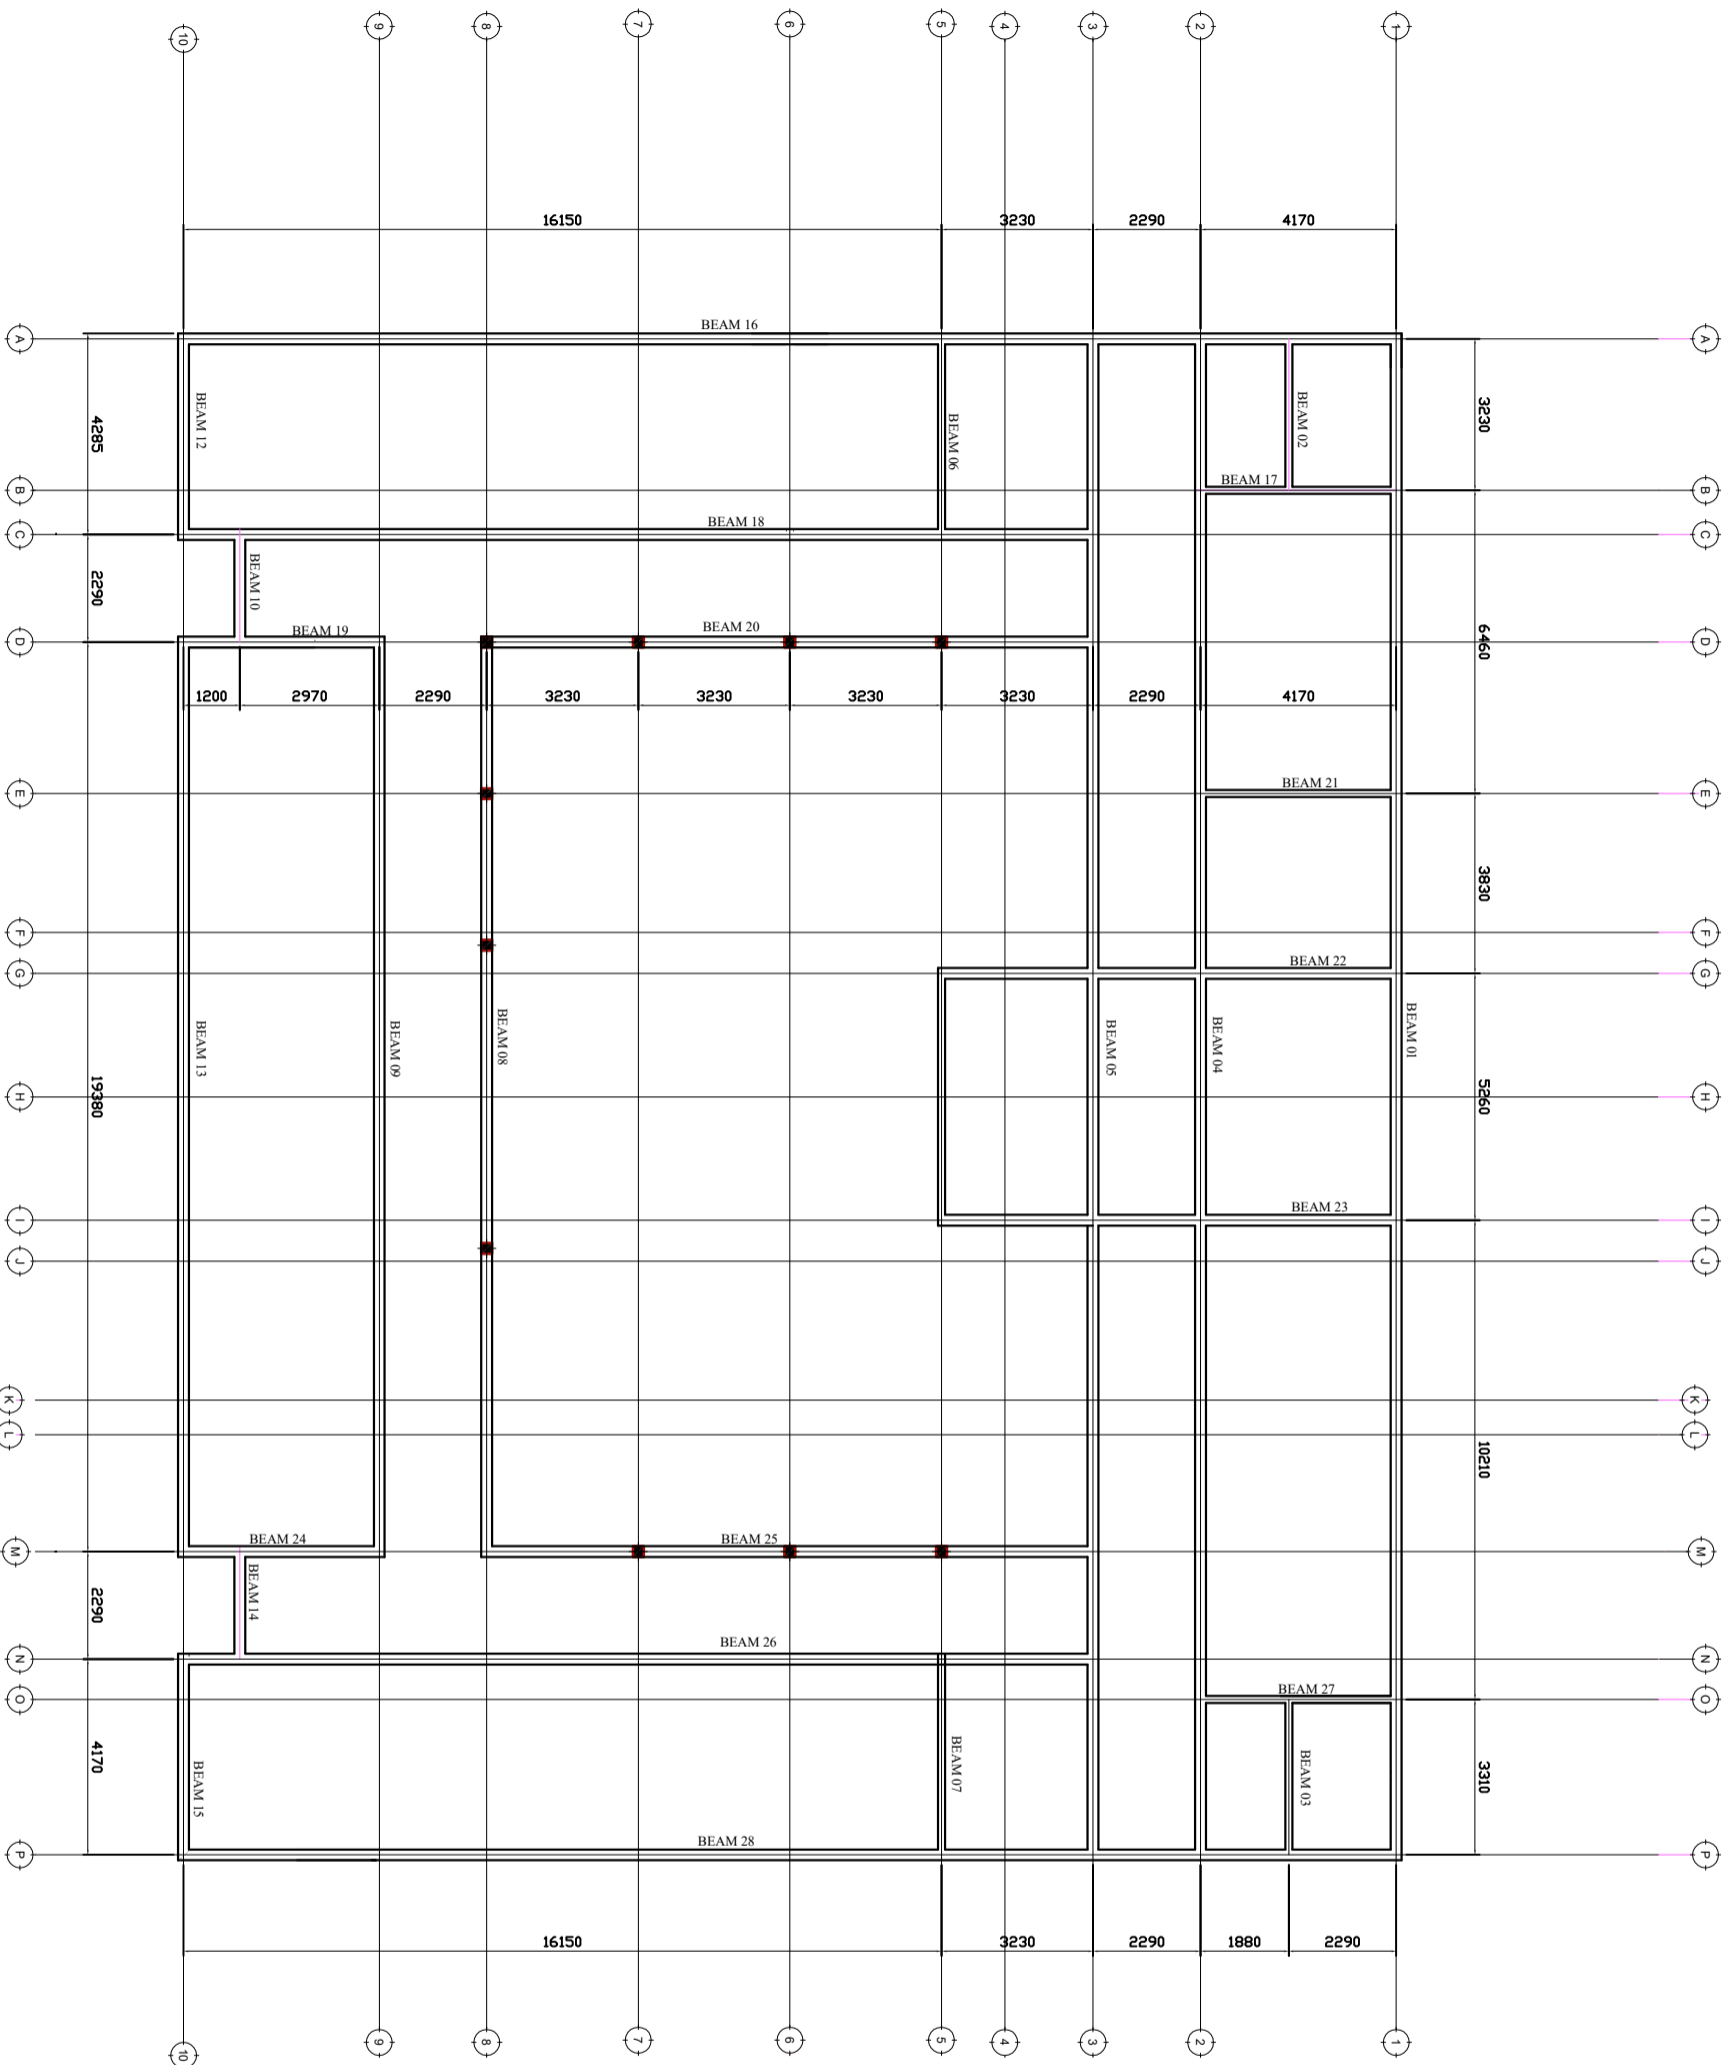 10 9 8 7 6 5 4 3 2 1
16150 3230 2290 4170
BEAM 16
A A
BEAM 12
BEAM 06
BEAM 02
4285
3230
BEAM 17
B B
BEAM 18
C C
BEAM 10
2290
BEAM 19
BEAM 20
D D
6460
1200 2970 2290 3230 3230 3230 3230 2290 4170
BEAM 21
E E
3830
F F
BEAM 22
G G
BEAM 13
BEAM 09
BEAM 08
BEAM 05
BEAM 04
BEAM 01
19380
H H
5260
BEAM 23
I I
J J
K K
L L
10210
BEAM 24
BEAM 25
M M
BEAM 14
2290
BEAM 26
N N
BEAM 27
O O
4170
BEAM 15
BEAM 07
BEAM 03
3310
BEAM 28
P P
16150 3230 2290 1880 2290
10 9 8 7 6 5 4 3 2 1